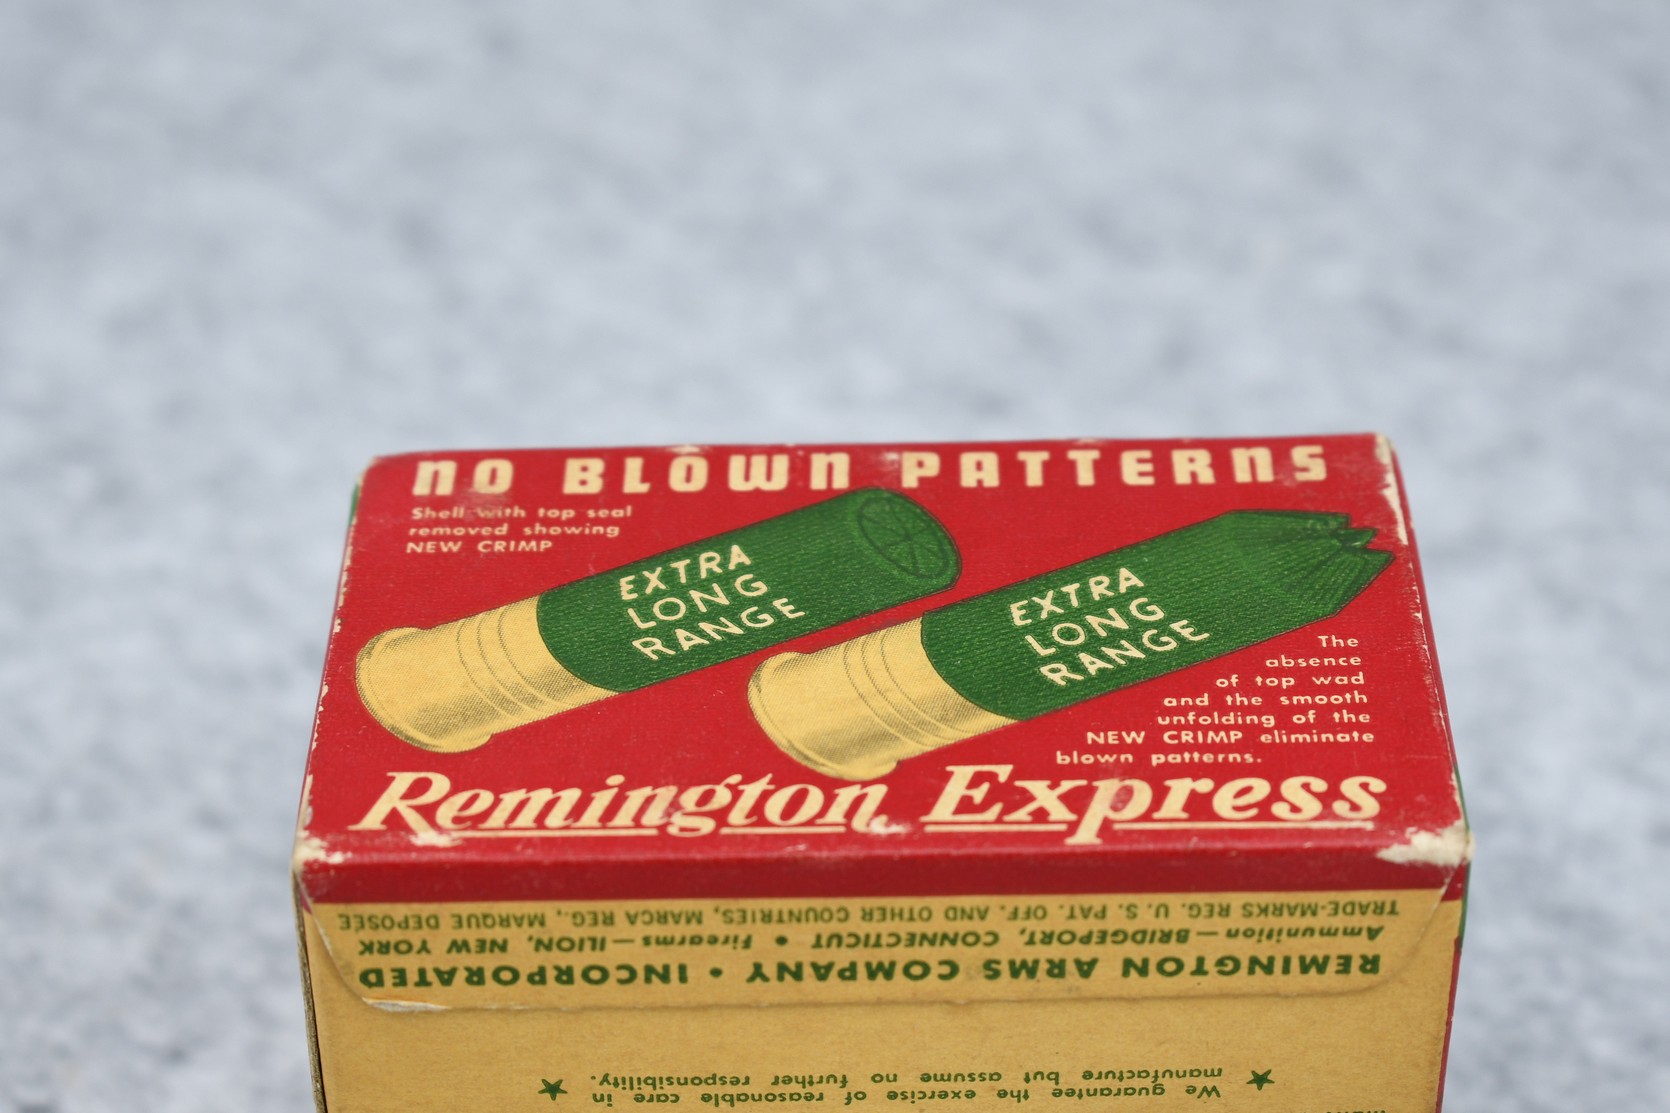 NO BLOWN PATTERNS
Shell with top seal
removed showing
NEW CRIMP
EXTRA
LONG
RANGE
EXTRA
LONG
RANGE
The
absence
of top wad
and the smooth
unfolding of the
NEW CRIMP eliminate
blown patterns.
Remington Express
REMINGTON ARMS COMPANY • INCORPORATED
Ammunition—BRIDGEPORT, CONNECTICUT • Firearms—ILION, NEW YORK
TRADE-MARKS REG. U. S. PAT. OFF. AND OTHER COUNTRIES, MARCA REG., MARQUE DEPOSÉE
We guarantee the exercise of reasonable care in
manufacture but assume no further responsibility.